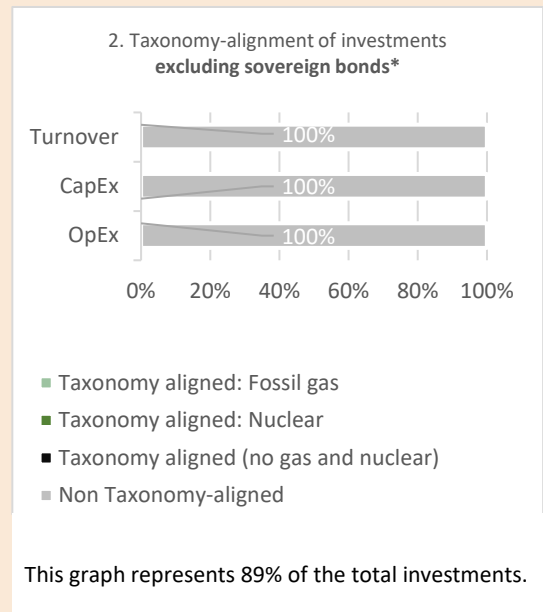 2. Taxonomy-alignment of investments
excluding sovereign bonds*
Turnover
100%
CapEx
100%
OpEx
100%
0%
20%
40%
60%
80%
100%
Taxonomy aligned: Fossil gas
Taxonomy aligned: Nuclear
Taxonomy aligned (no gas and nuclear)
Non Taxonomy-aligned
This graph represents 89% of the total investments.